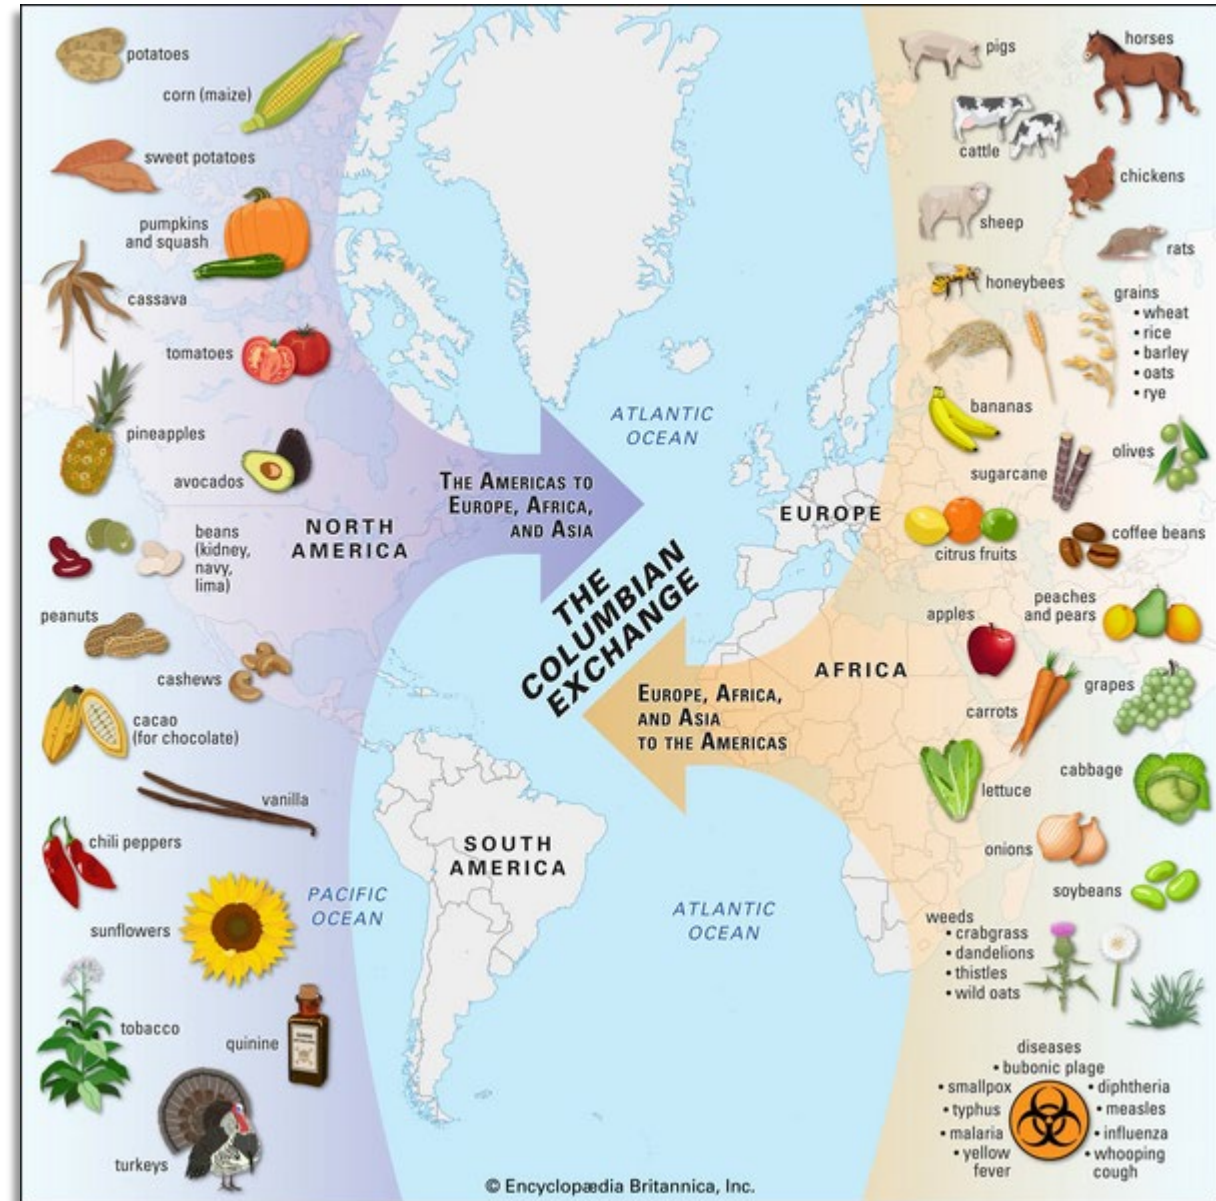 potatoes
corn (maize)
sweet potatoes
pumpkins
and squash
cassava
tomatoes
pineapples
avocados
beans
(kidney,
navy,
lima)
peanuts
cashews
cacao
(for chocolate)
vanilla
chili peppers
sunflowers
tobacco
quinine
turkeys
NORTH
AMERICA
THE AMERICAS TO
EUROPE, AFRICA,
AND ASIA
ATLANTIC
OCEAN
EUROPE
THE
COLUMBIAN
EXCHANGE
AFRICA
EUROPE, AFRICA,
AND ASIA
TO THE AMERICAS
SOUTH
AMERICA
PACIFIC
OCEAN
ATLANTIC
OCEAN
pigs
horses
cattle
chickens
sheep
rats
honeybees
grains
• wheat
• rice
• barley
• oats
• rye
bananas
sugarcane
olives
citrus fruits
coffee beans
apples
peaches
and pears
carrots
grapes
lettuce
cabbage
onions
soybeans
weeds
• crabgrass
• dandelions
• thistles
• wild oats
diseases
• bubonic plage
• smallpox
• diphtheria
• typhus
• measles
• malaria
• influenza
• yellow
fever
• whooping
cough
© Encyclopædia Britannica, Inc.